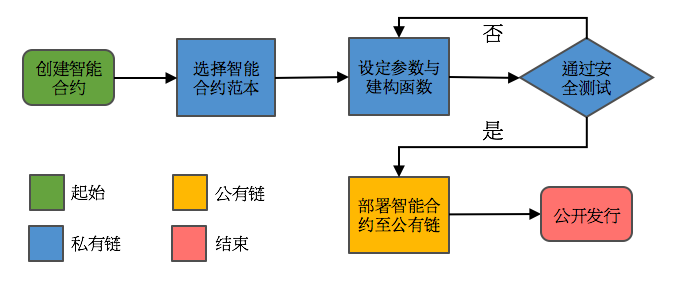 否
创建智能
合约
选择智能
合约范本
设定参数与
建构函数
通过安
全测试
是
部署智能合
约至公有链
公开发行
起始
公有链
私有链
结束